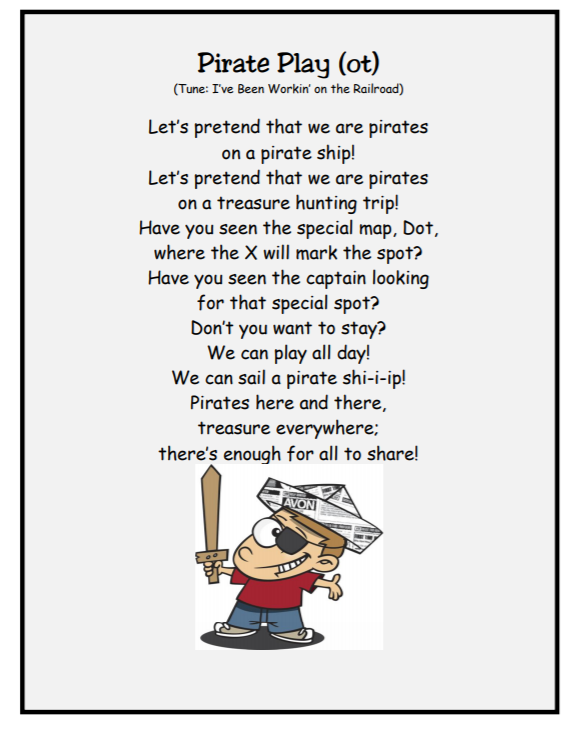 Pirate Play (ot)
(Tune: I've Been Workin' on the Railroad)
Let's pretend that we are pirates
on a pirate ship!
Let's pretend that we are pirates
on a treasure hunting trip!
Have you seen the special map, Dot,
where the X will mark the spot?
Have you seen the captain looking
for that special spot?
Don't you want to stay?
We can play all day!
We can sail a pirate shi-i-ip!
Pirates here and there,
treasure everywhere;
there's enough for all to share!
AVON